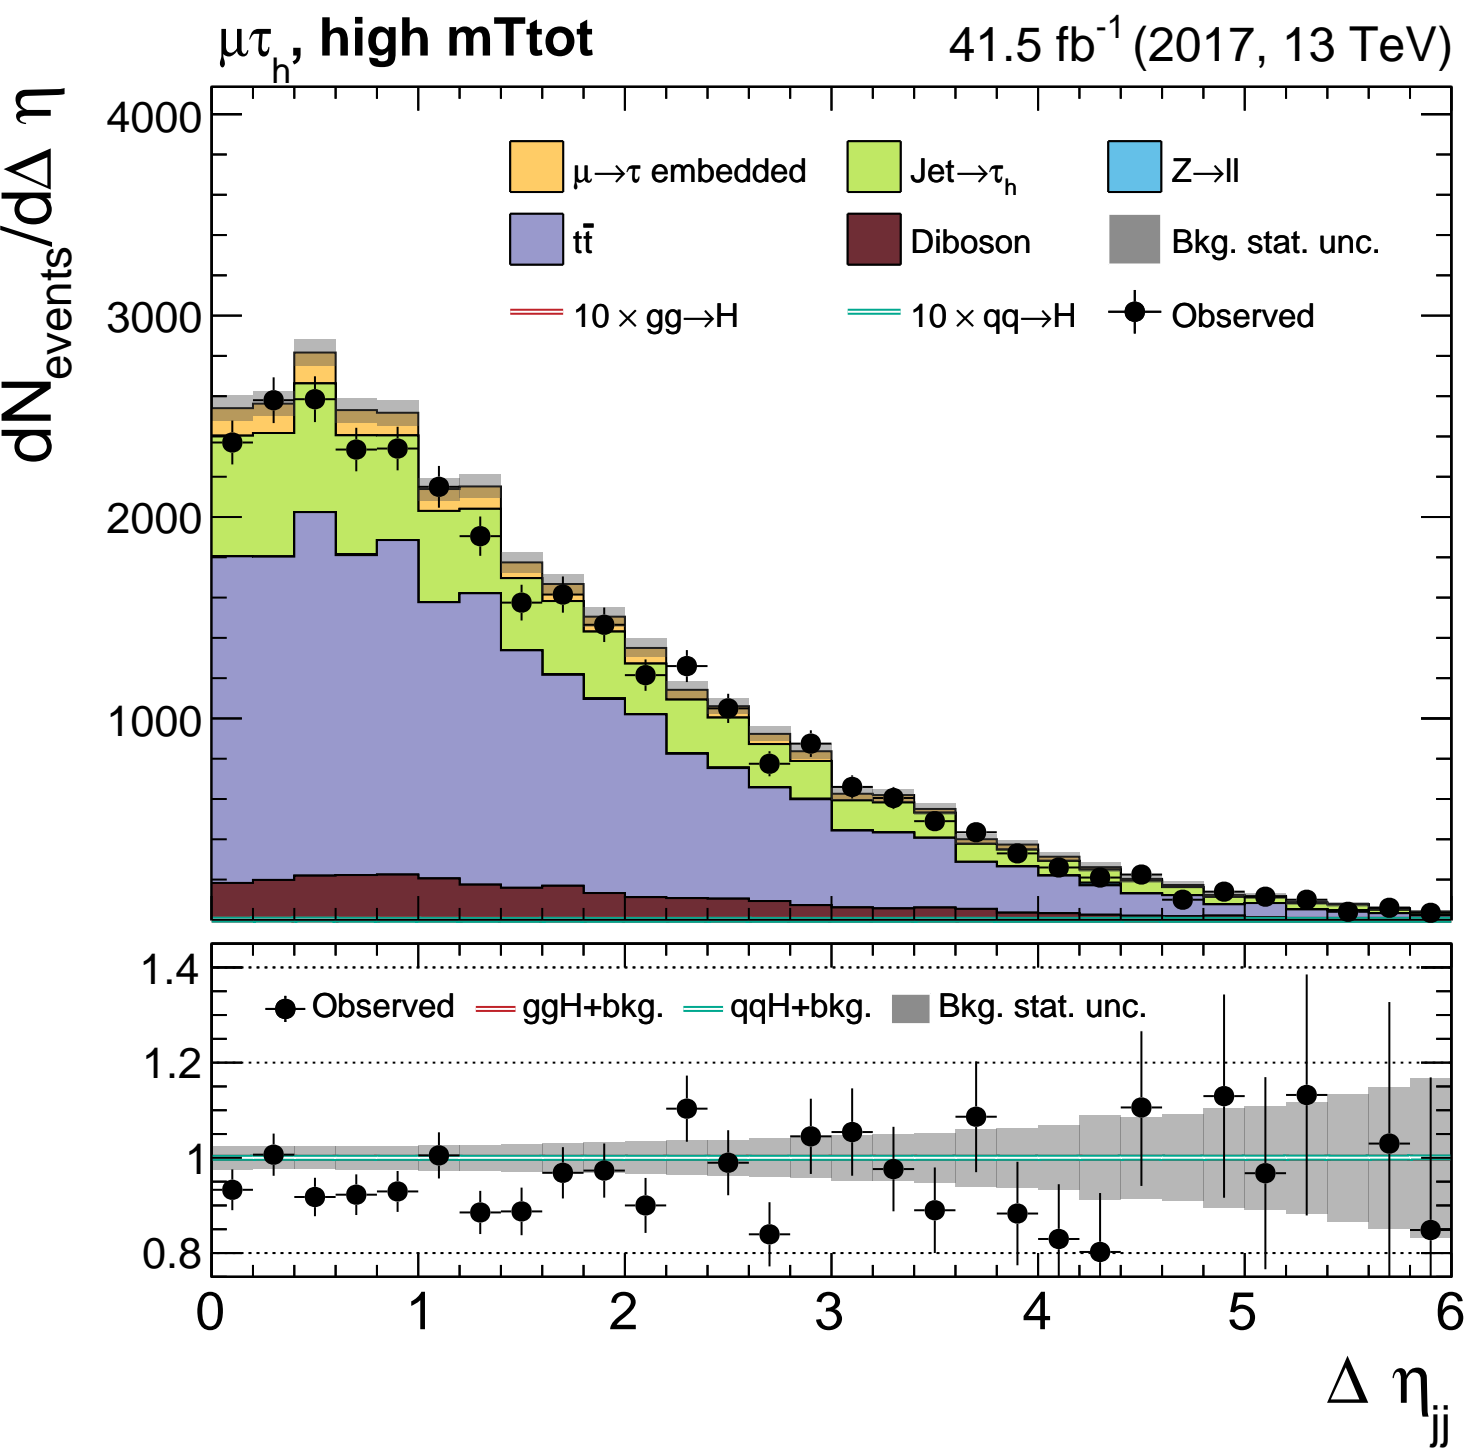 μτh, high mTtot 41.5 fb-1 (2017, 13 TeV)
dNevents/dΔ η
4000
3000
2000
1000
μ→τ embedded Jet→τh Z→ll
tt̄ Diboson Bkg. stat. unc.
10 × gg→H 10 × qq→H Observed
1.4
1.2
1
0.8
Observed ggH+bkg. qqH+bkg. Bkg. stat. unc.
0 1 2 3 4 5 6
Δ ηjj